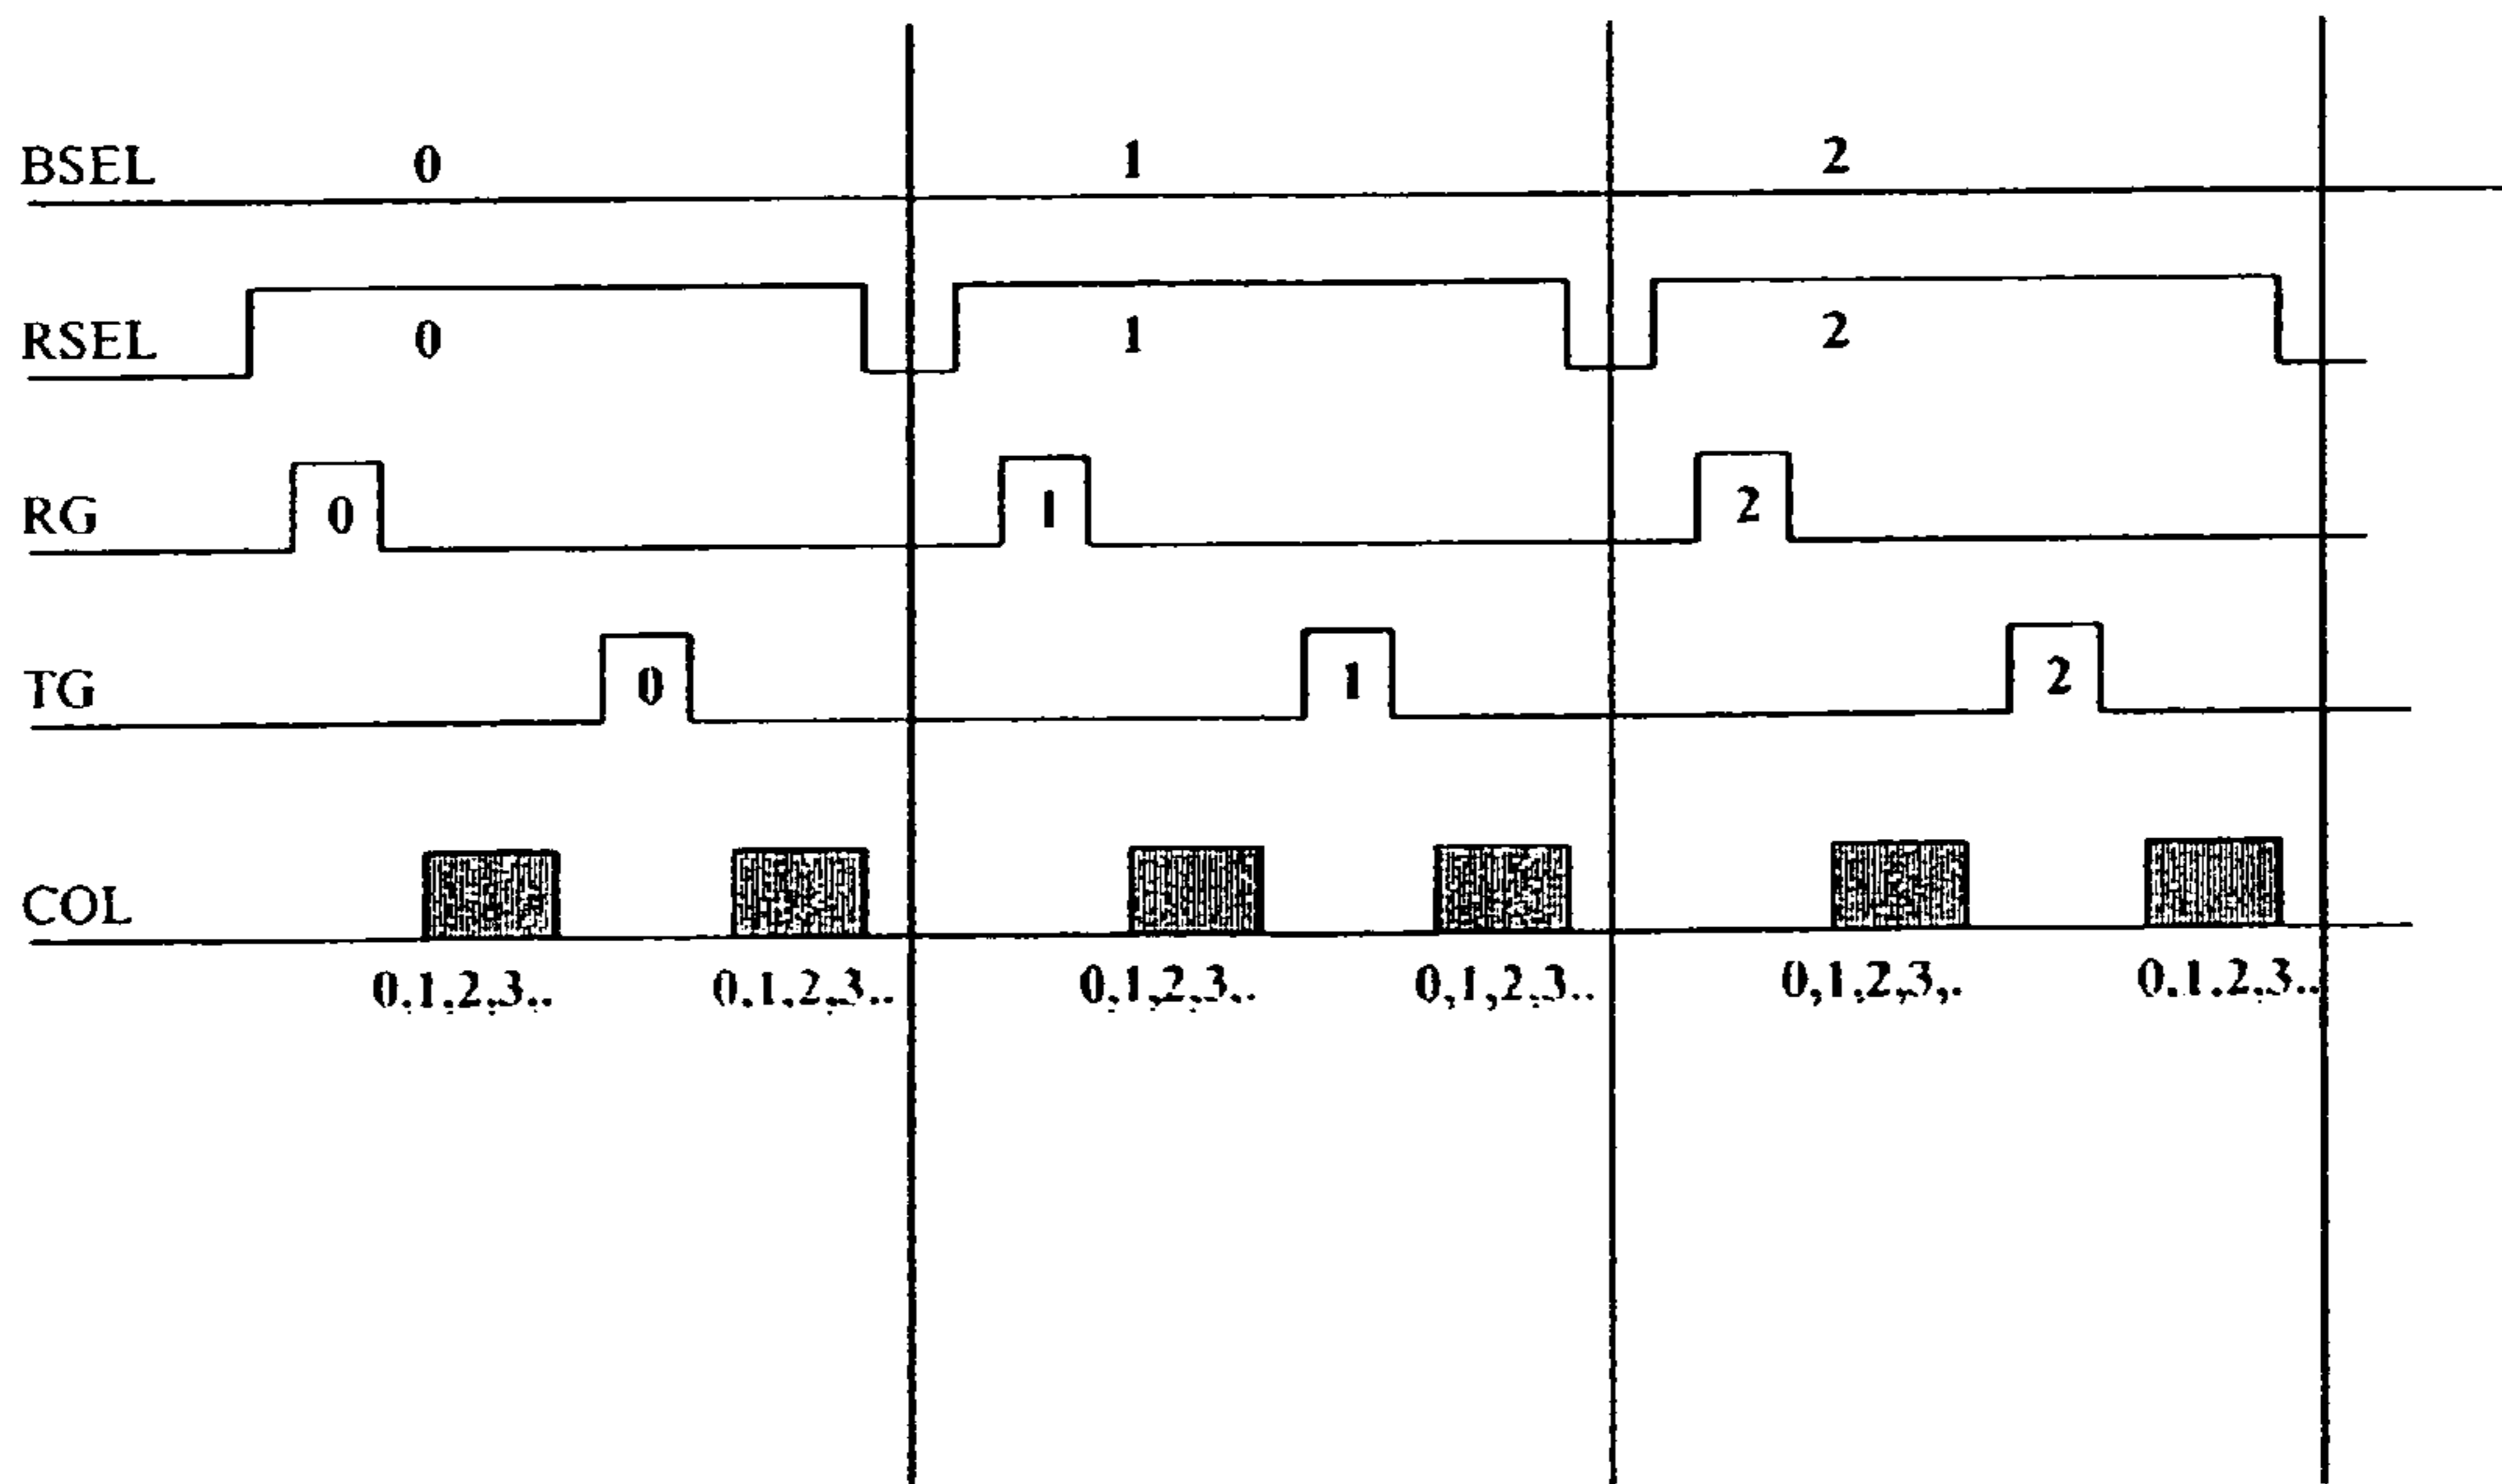 BSEL 0 1 2
RSEL 0 1 2
RG 0 1 2
TG 0 1 2
COL
0,1,2,3.. 0,1,2,3.. 0,1,2,3,. 0,1,2,3.. 0,1,2,3,. 0,1,2,3..